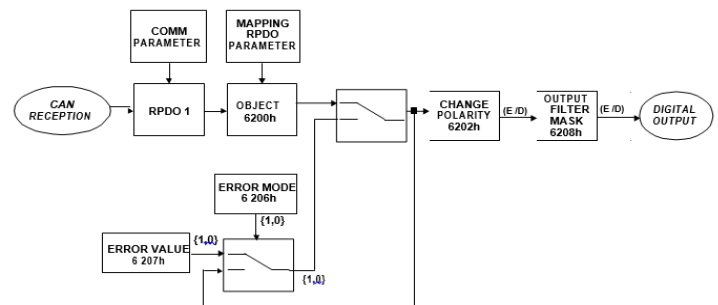 COMM
PARAMETER
MAPPING
RPDO
PARAMETER
CAN
RECEPTION
RPDO 1
OBJECT
6200h
CHANGE
POLARITY
6202h
(E /D)
OUTPUT
FILTER
MASK
6208h
(E /D)
DIGITAL
OUTPUT
ERROR MODE
6 206h
{1,0}
ERROR VALUE
6 207h
{1,0}
{1,0}